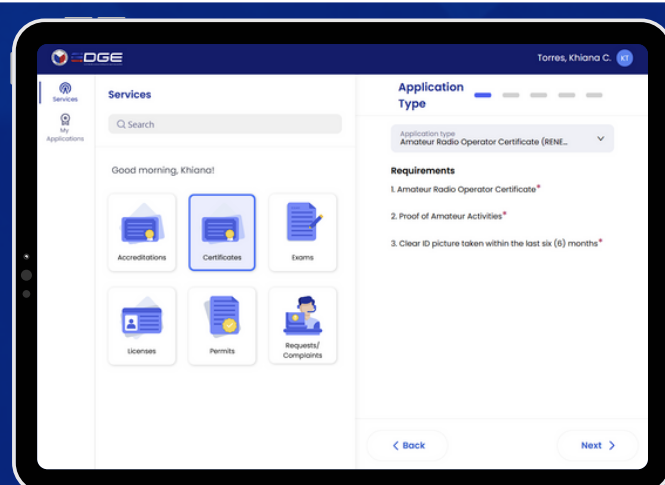 EDGE
Torres, Khiana C. KT
Services
My
Applications
Services
Search
Good morning, Khiana!
Accreditations
Certificates
Exams
Licenses
Permits
Requests/
Complaints
Application
Type
Application type
Amateur Radio Operator Certificate (RENE...
Requirements
1. Amateur Radio Operator Certificate*
2. Proof of Amateur Activities*
3. Clear ID picture taken within the last six (6) months*
Back
Next